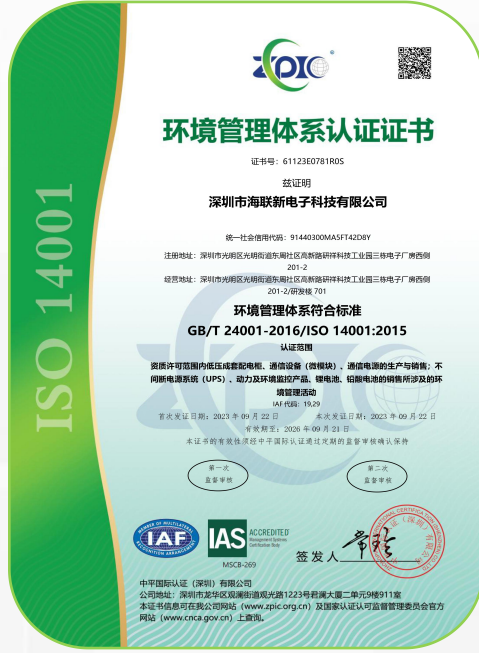 ZPIC
®
环境管理体系认证证书
证书号：61123E0781R0S
兹证明
深圳市海联新电子科技有限公司
统一社会信用代码：91440300MA5FT42D8Y
注册地址：深圳市光明区光明街道东周社区高新路研祥科技工业园三栋电子厂房西侧
201-2
经营地址：深圳市光明区光明街道东周社区高新路研祥科技工业园三栋电子厂房西侧
201-2/研发楼 701
环境管理体系符合标准
GB/T 24001-2016/ISO 14001:2015
认证范围
资质许可范围内低压成套配电柜、通信设备（微模块）、通信电源的生产与销售；不
间断电源系统（UPS）、动力及环境监控产品、锂电池、铅酸电池的销售所涉及的环
境管理活动
IAF 代码：19,29
首次发证日期：2023 年 09 月 22 日 本次发证日期：2023 年 09 月 22 日
有效期至：2026 年 09 月 21 日
本证书的有效性须经中平国际认证通过定期的监督审核确认保持
第一次
监督审核
第二次
监督审核
ISO 14001
MEMBER OF MULTILATERAL
IAF
RECOGNITION ARRANGEMENT
IAS
ACCREDITED
Management Systems
Certification Body
MSCB-269
签发人
中平国际认证（深圳）有限公司
公司地址：深圳市龙华区观澜街道观光路1223号君澜大厦二单元9楼911室
本证书信息可在我公司网站（www.zpic.org.cn）及国家认证认可监督管理委员会官方
网站（www.cnca.gov.cn）上查询。